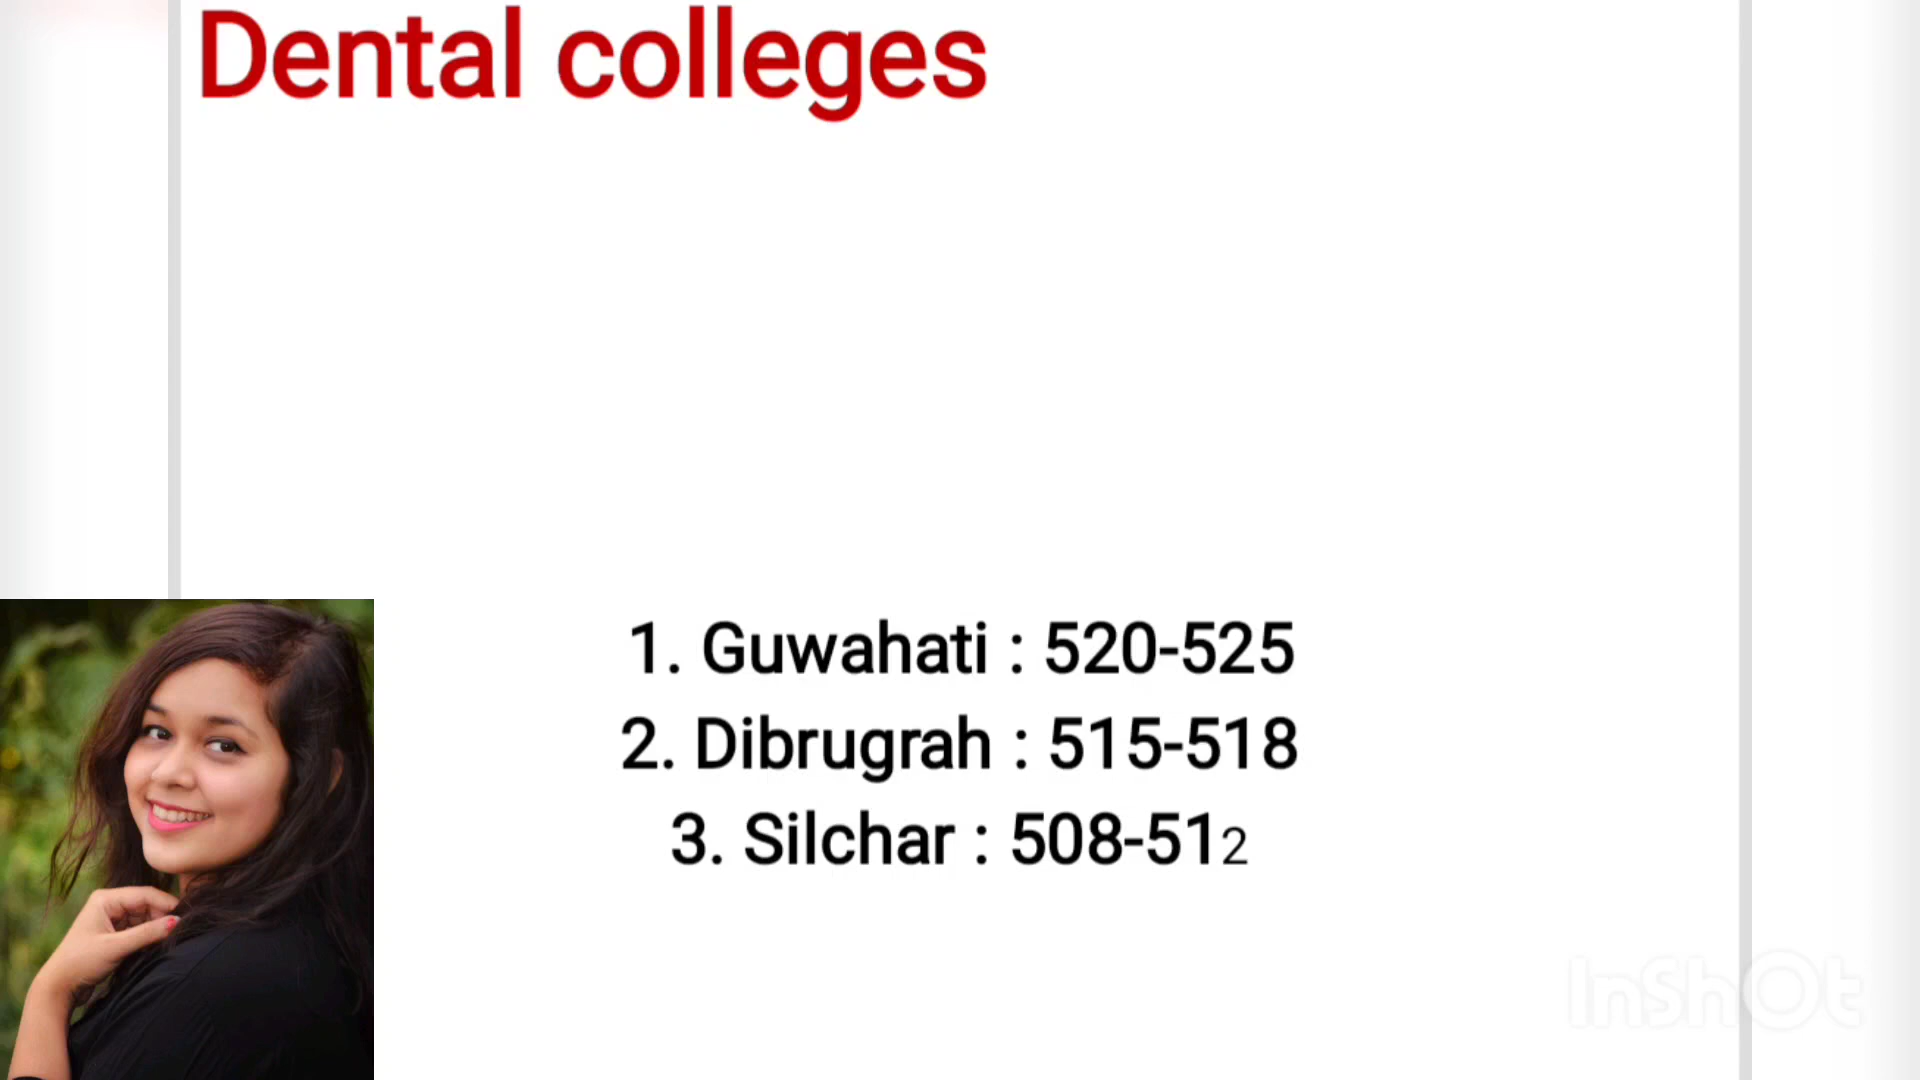 Dental colleges
1. Guwahati : 520-525
2. Dibrugrah : 515-518
3. Silchar : 508-512
InShOt